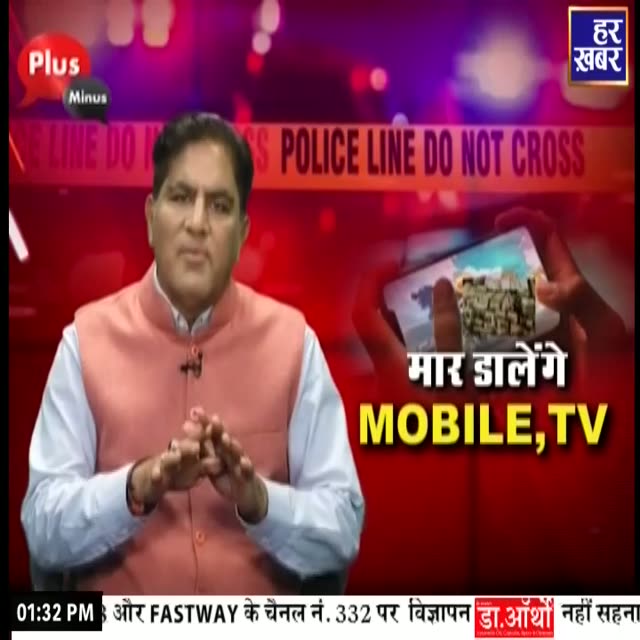 Plus
Minus
हर
ख़बर
POLICE LINE DO NOT CROSS
मार डालेंगे
MOBILE,TV
01:32 PM
और FASTWAY के चैनल नं. 332 पर विज्ञापन डा.ऑर्थो नहीं सहना